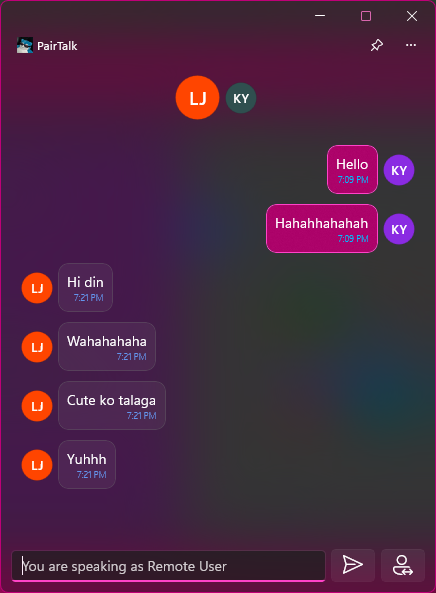 PairTalk
LJ
KY
Hello
7:09 PM
KY
Hahahhahahah
7:09 PM
KY
LJ
Hi din
7:21 PM
LJ
Wahahahaha
7:21 PM
LJ
Cute ko talaga
7:21 PM
LJ
Yuhhh
7:21 PM
You are speaking as Remote User